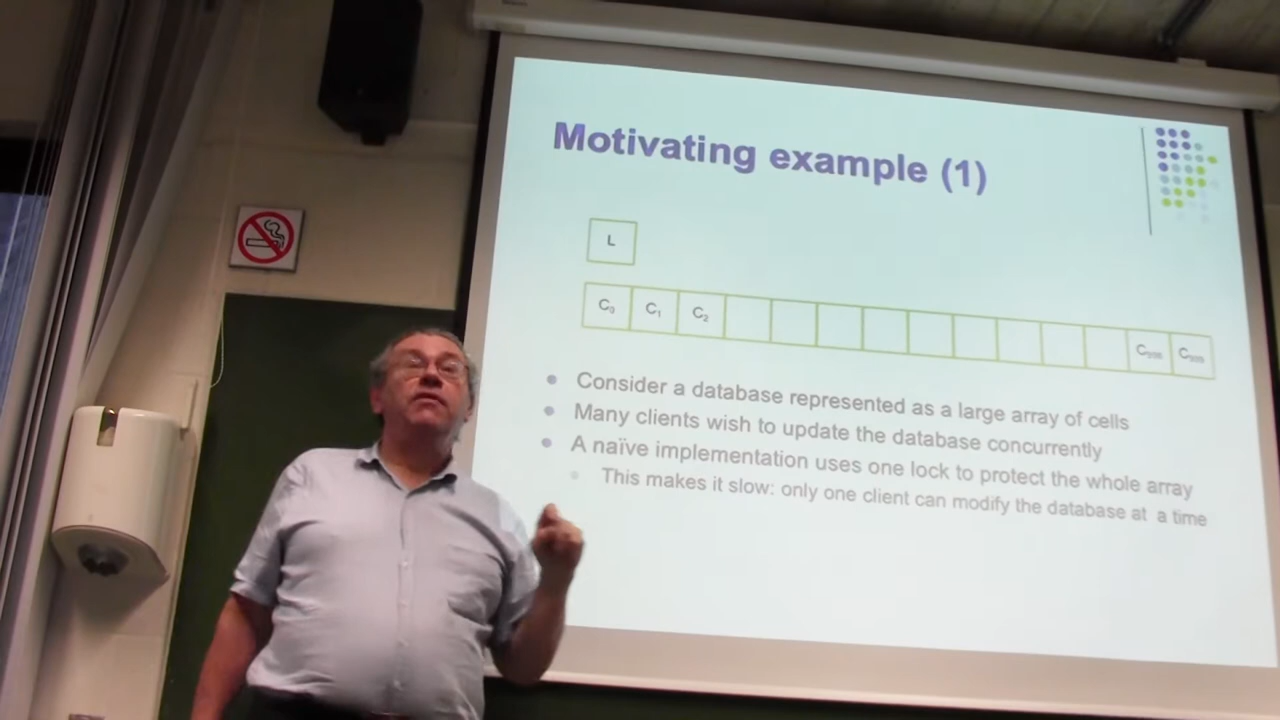 Motivating example (1)
L
C₀ C₁ C₂ C₉₉₈ C₉₉₉
Consider a database represented as a large array of cells
Many clients wish to update the database concurrently
A naïve implementation uses one lock to protect the whole array
This makes it slow: only one client can modify the database at a time